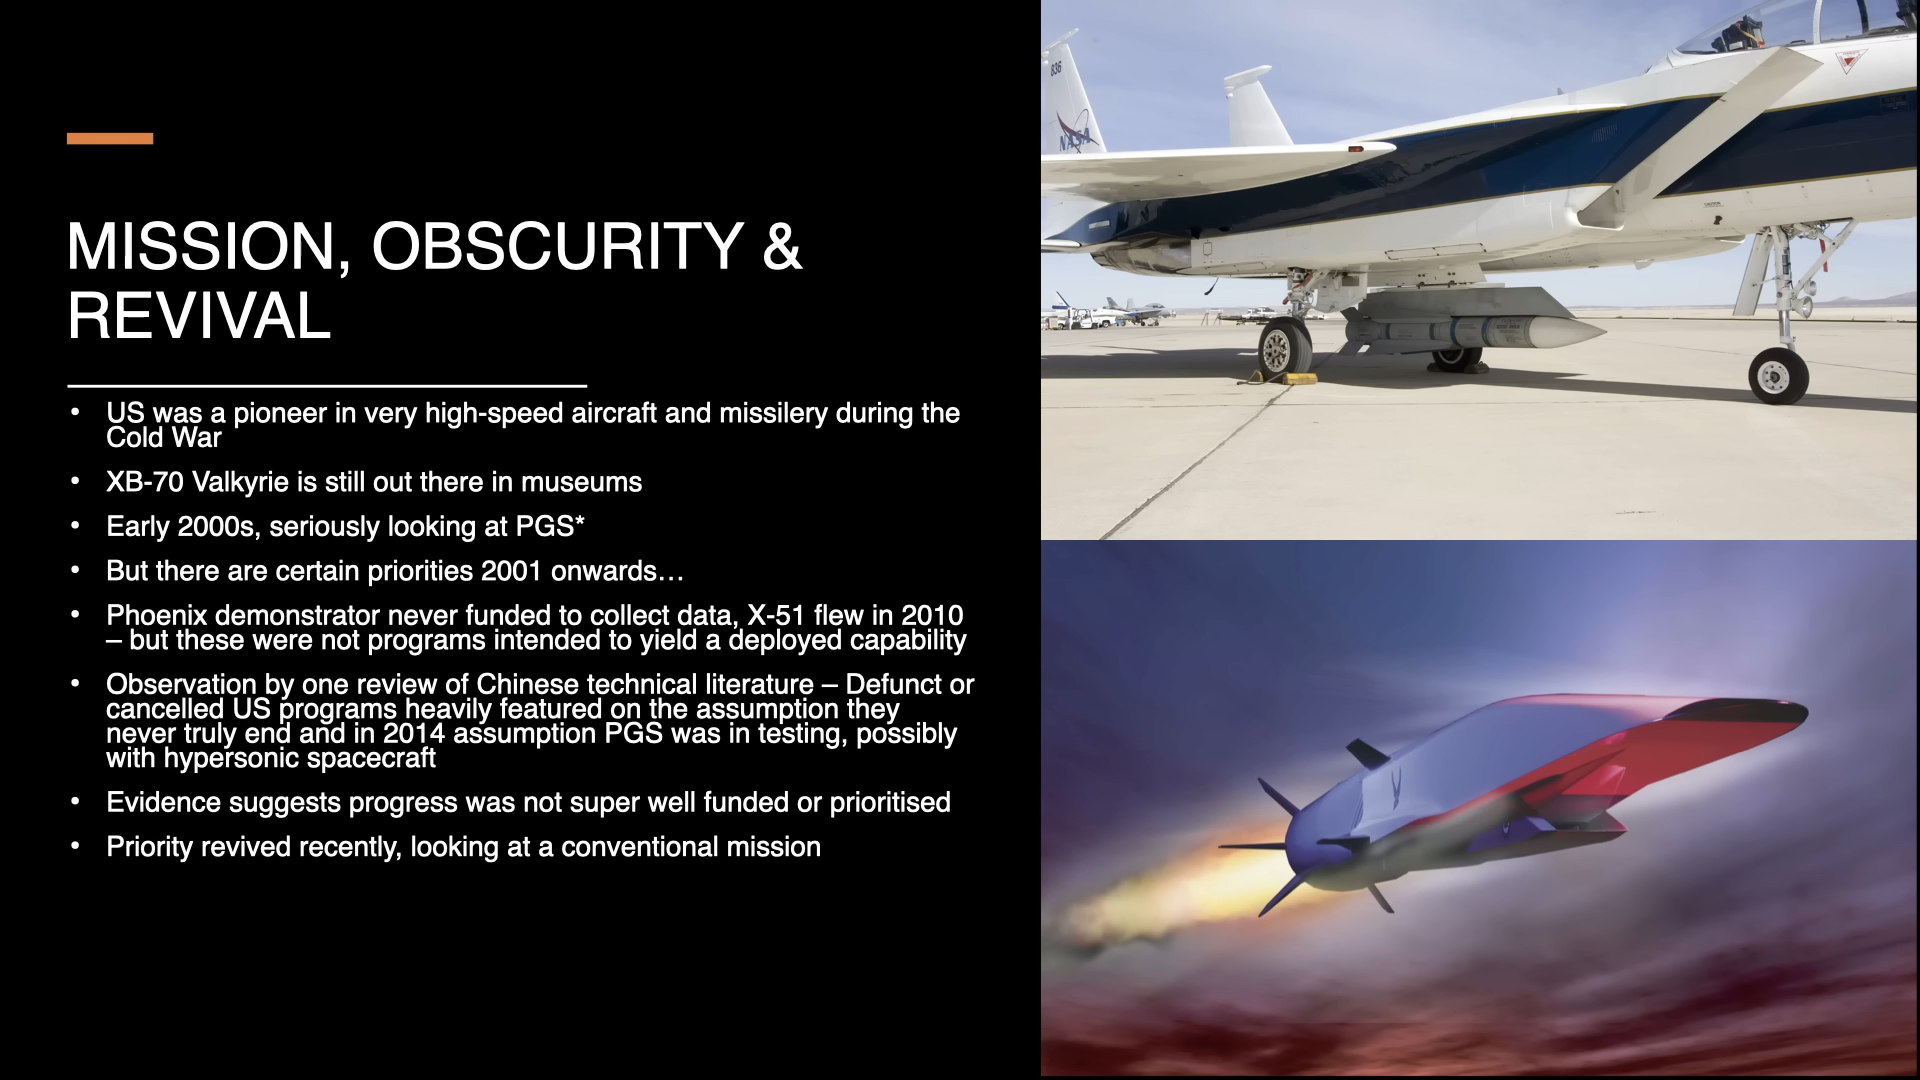 MISSION, OBSCURITY &
REVIVAL
• US was a pioneer in very high-speed aircraft and missilery during the
Cold War
• XB-70 Valkyrie is still out there in museums
• Early 2000s, seriously looking at PGS*
• But there are certain priorities 2001 onwards…
• Phoenix demonstrator never funded to collect data, X-51 flew in 2010
– but these were not programs intended to yield a deployed capability
• Observation by one review of Chinese technical literature – Defunct or
cancelled US programs heavily featured on the assumption they
never truly end and in 2014 assumption PGS was in testing, possibly
with hypersonic spacecraft
• Evidence suggests progress was not super well funded or prioritised
• Priority revived recently, looking at a conventional mission
836
NASA